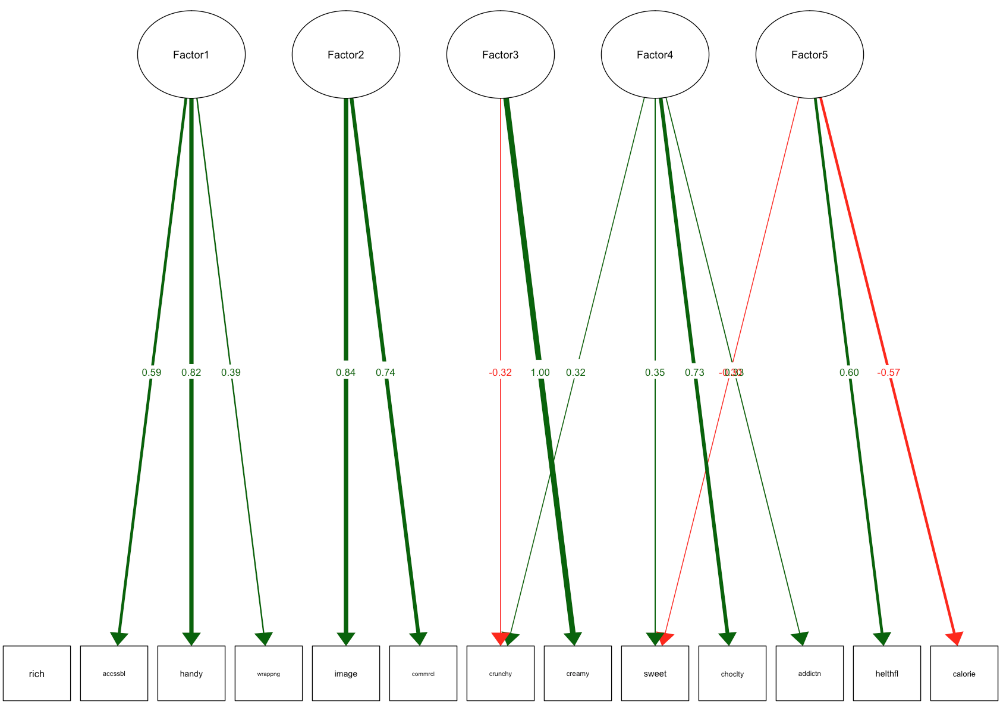 Factor1 Factor2 Factor3 Factor4 Factor5
0.59 0.82 0.39 0.84 0.74 -0.32 1.00 0.32 0.35 0.73 0.60 -0.57
rich accssbl handy wrappng image commrcl crunchy creamy sweet choclty addictn helthfl calorie